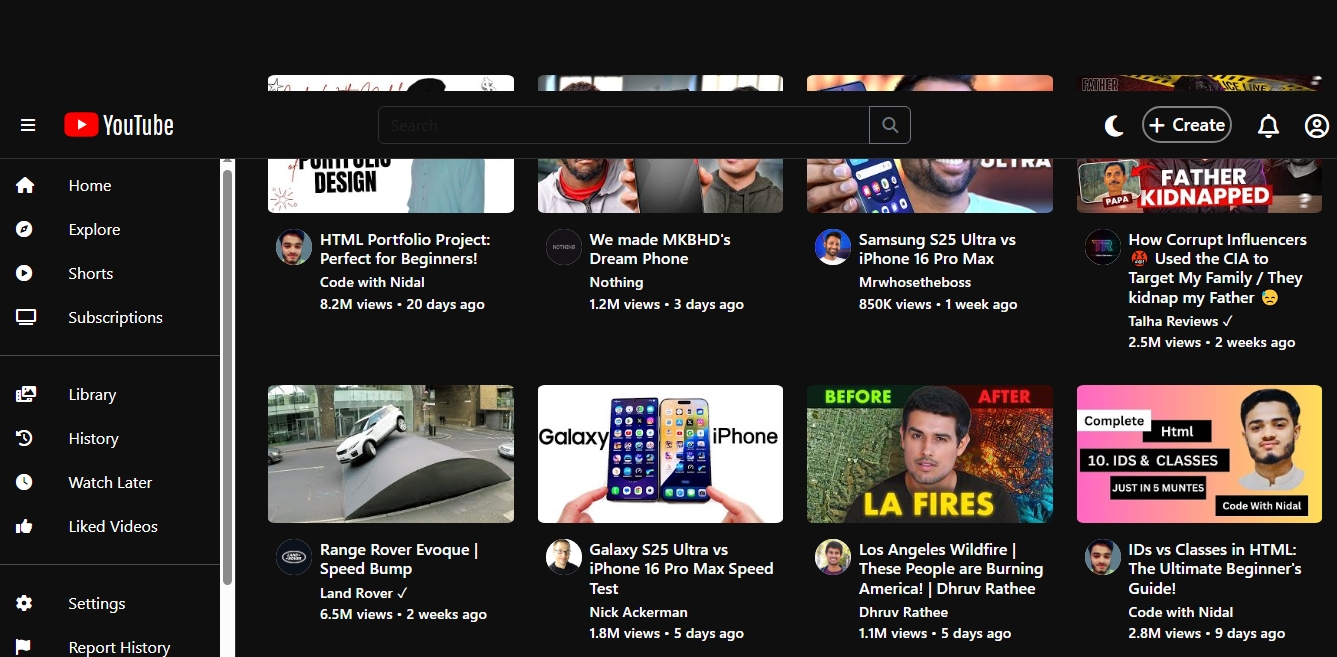 FATHER
YouTube
Search
Create
PORTFOLIO
DESIGN
ULTRA
PAPA
FATHER
KIDNAPPED
Home
Explore
Shorts
Subscriptions
Library
History
Watch Later
Liked Videos
Settings
Report History
HTML Portfolio Project:
Perfect for Beginners!
Code with Nidal
8.2M views • 20 days ago
NOTHING
We made MKBHD's
Dream Phone
Nothing
1.2M views • 3 days ago
Samsung S25 Ultra vs
iPhone 16 Pro Max
Mrwhosetheboss
850K views • 1 week ago
TR
How Corrupt Influencers
🤬 Used the CIA to
Target My Family / They
kidnap my Father 😓
Talha Reviews ✓
2.5M views • 2 weeks ago
Range Rover Evoque |
Speed Bump
Land Rover ✓
6.5M views • 2 weeks ago
Galaxy
iPhone
Galaxy S25 Ultra vs
iPhone 16 Pro Max Speed
Test
Nick Ackerman
1.8M views • 5 days ago
BEFORE
AFTER
LA FIRES
Los Angeles Wildfire |
These People are Burning
America! | Dhruv Rathee
Dhruv Rathee
1.1M views • 5 days ago
Complete
Html
10. IDS & CLASSES
JUST IN 5 MUNTES
Code With Nidal
IDs vs Classes in HTML:
The Ultimate Beginner's
Guide!
Code with Nidal
2.8M views • 9 days ago